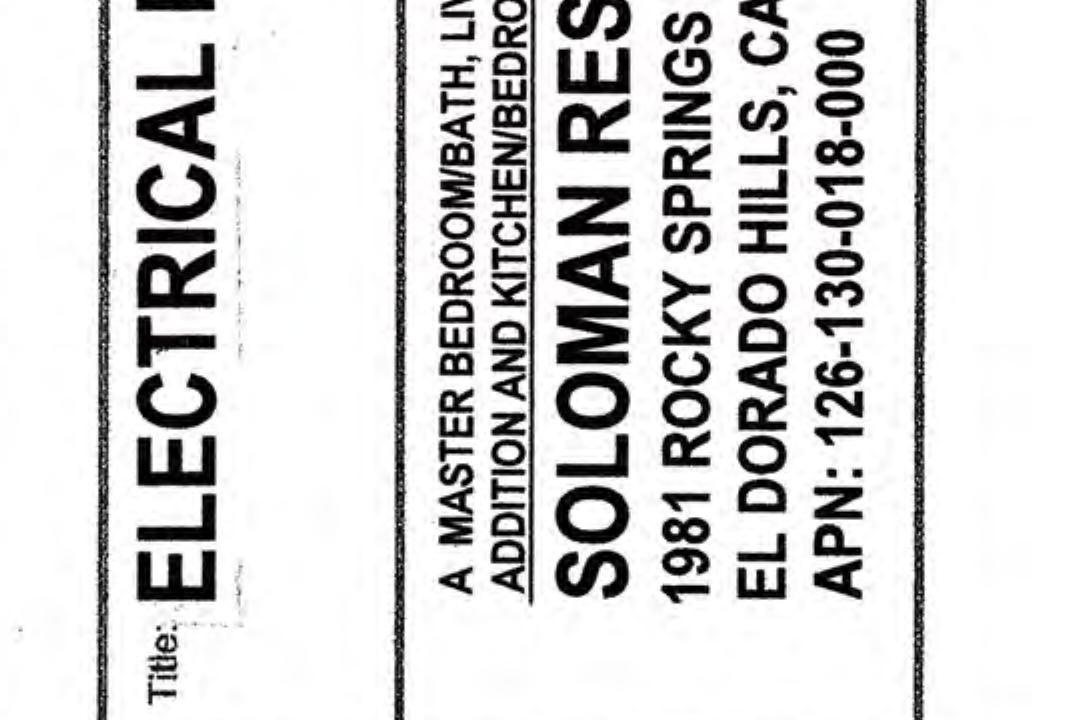 Title:
ELECTRICAL
A MASTER BEDROOM/BATH, LIV
ADDITION AND KITCHEN/BEDRO
SOLOMAN RES
1981 ROCKY SPRINGS
EL DORADO HILLS, CA
APN: 126-130-018-000